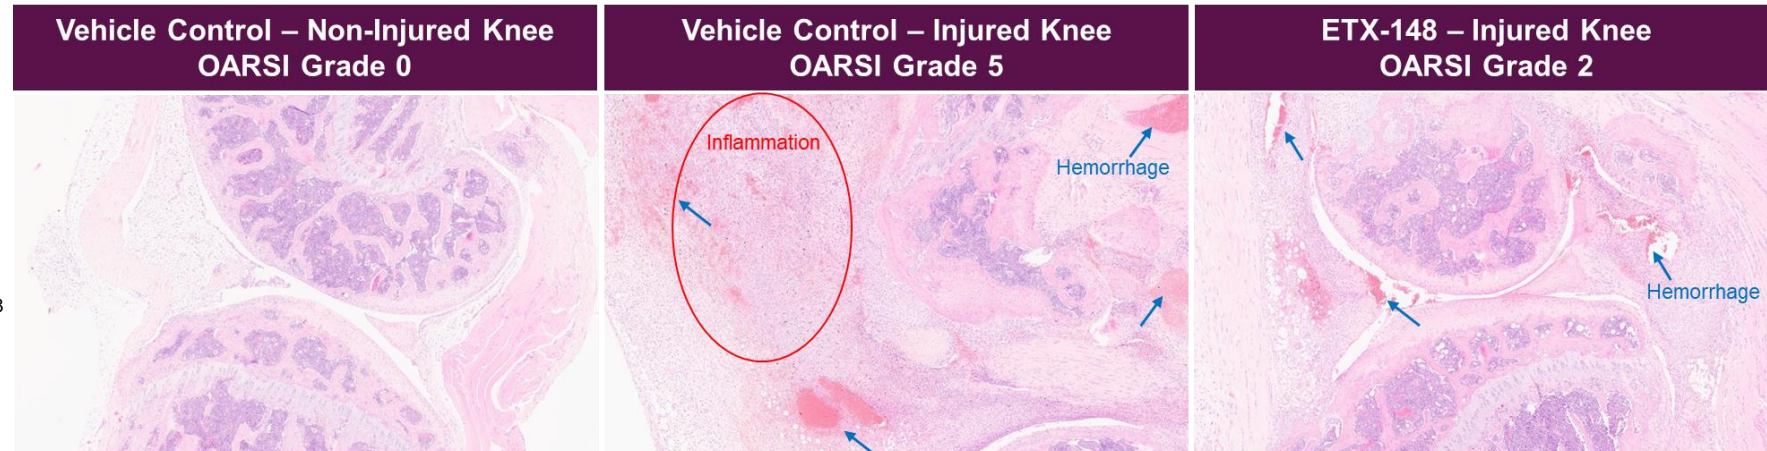 Vehicle Control – Non-Injured Knee
OARSI Grade 0
Vehicle Control – Injured Knee
OARSI Grade 5
ETX-148 – Injured Knee
OARSI Grade 2
Inflammation
Hemorrhage
Hemorrhage